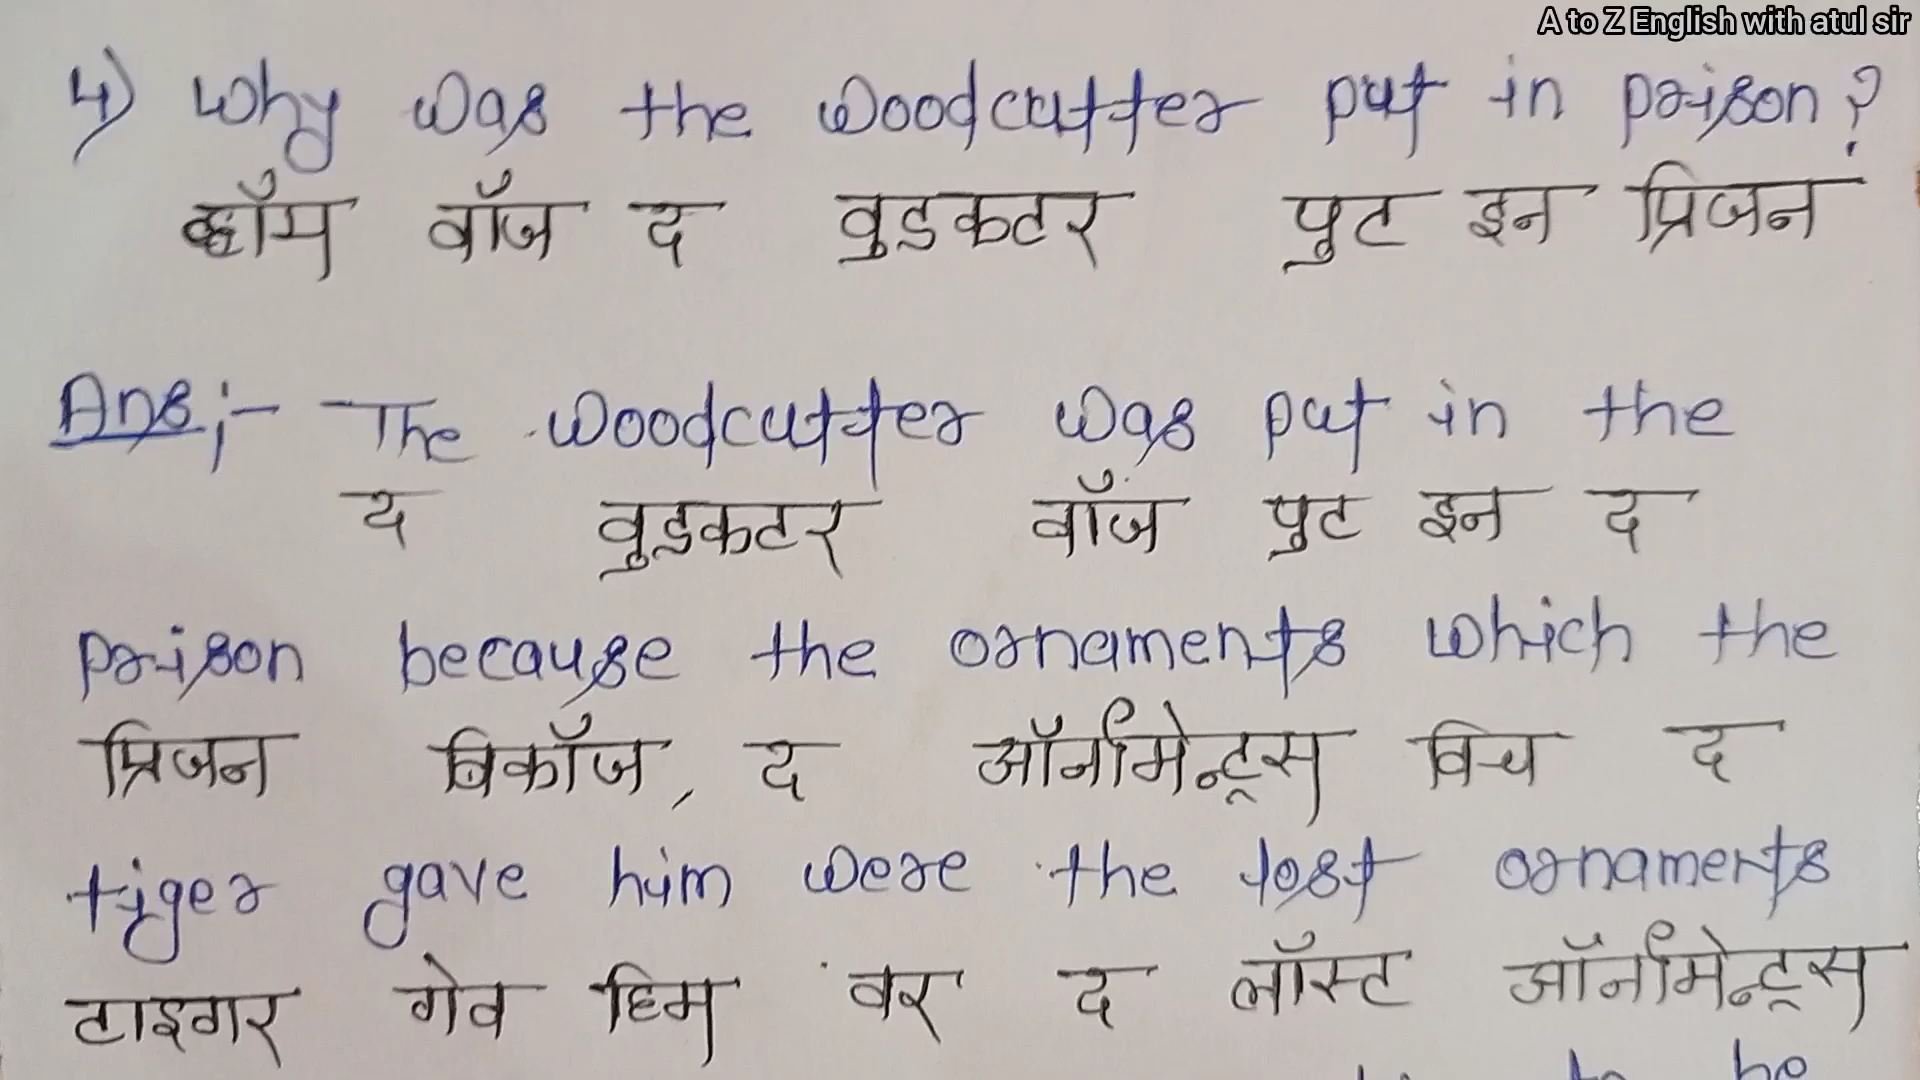 A to Z English with atul sir
4) Why was the woodcutter put in prison?
व्हॉय वॉज द वुडकटर पुट इन प्रिजन
Ans;- The woodcutter was put in the
द वुडकटर वॉज पुट इन द
prison because the ornaments which the
प्रिजन बिकॉज, द ऑर्नामेन्ट्स विच द
tiger gave him were the lost ornaments
टाइगर गेव हिम वर द लॉस्ट ऑर्नामेन्ट्स
to be